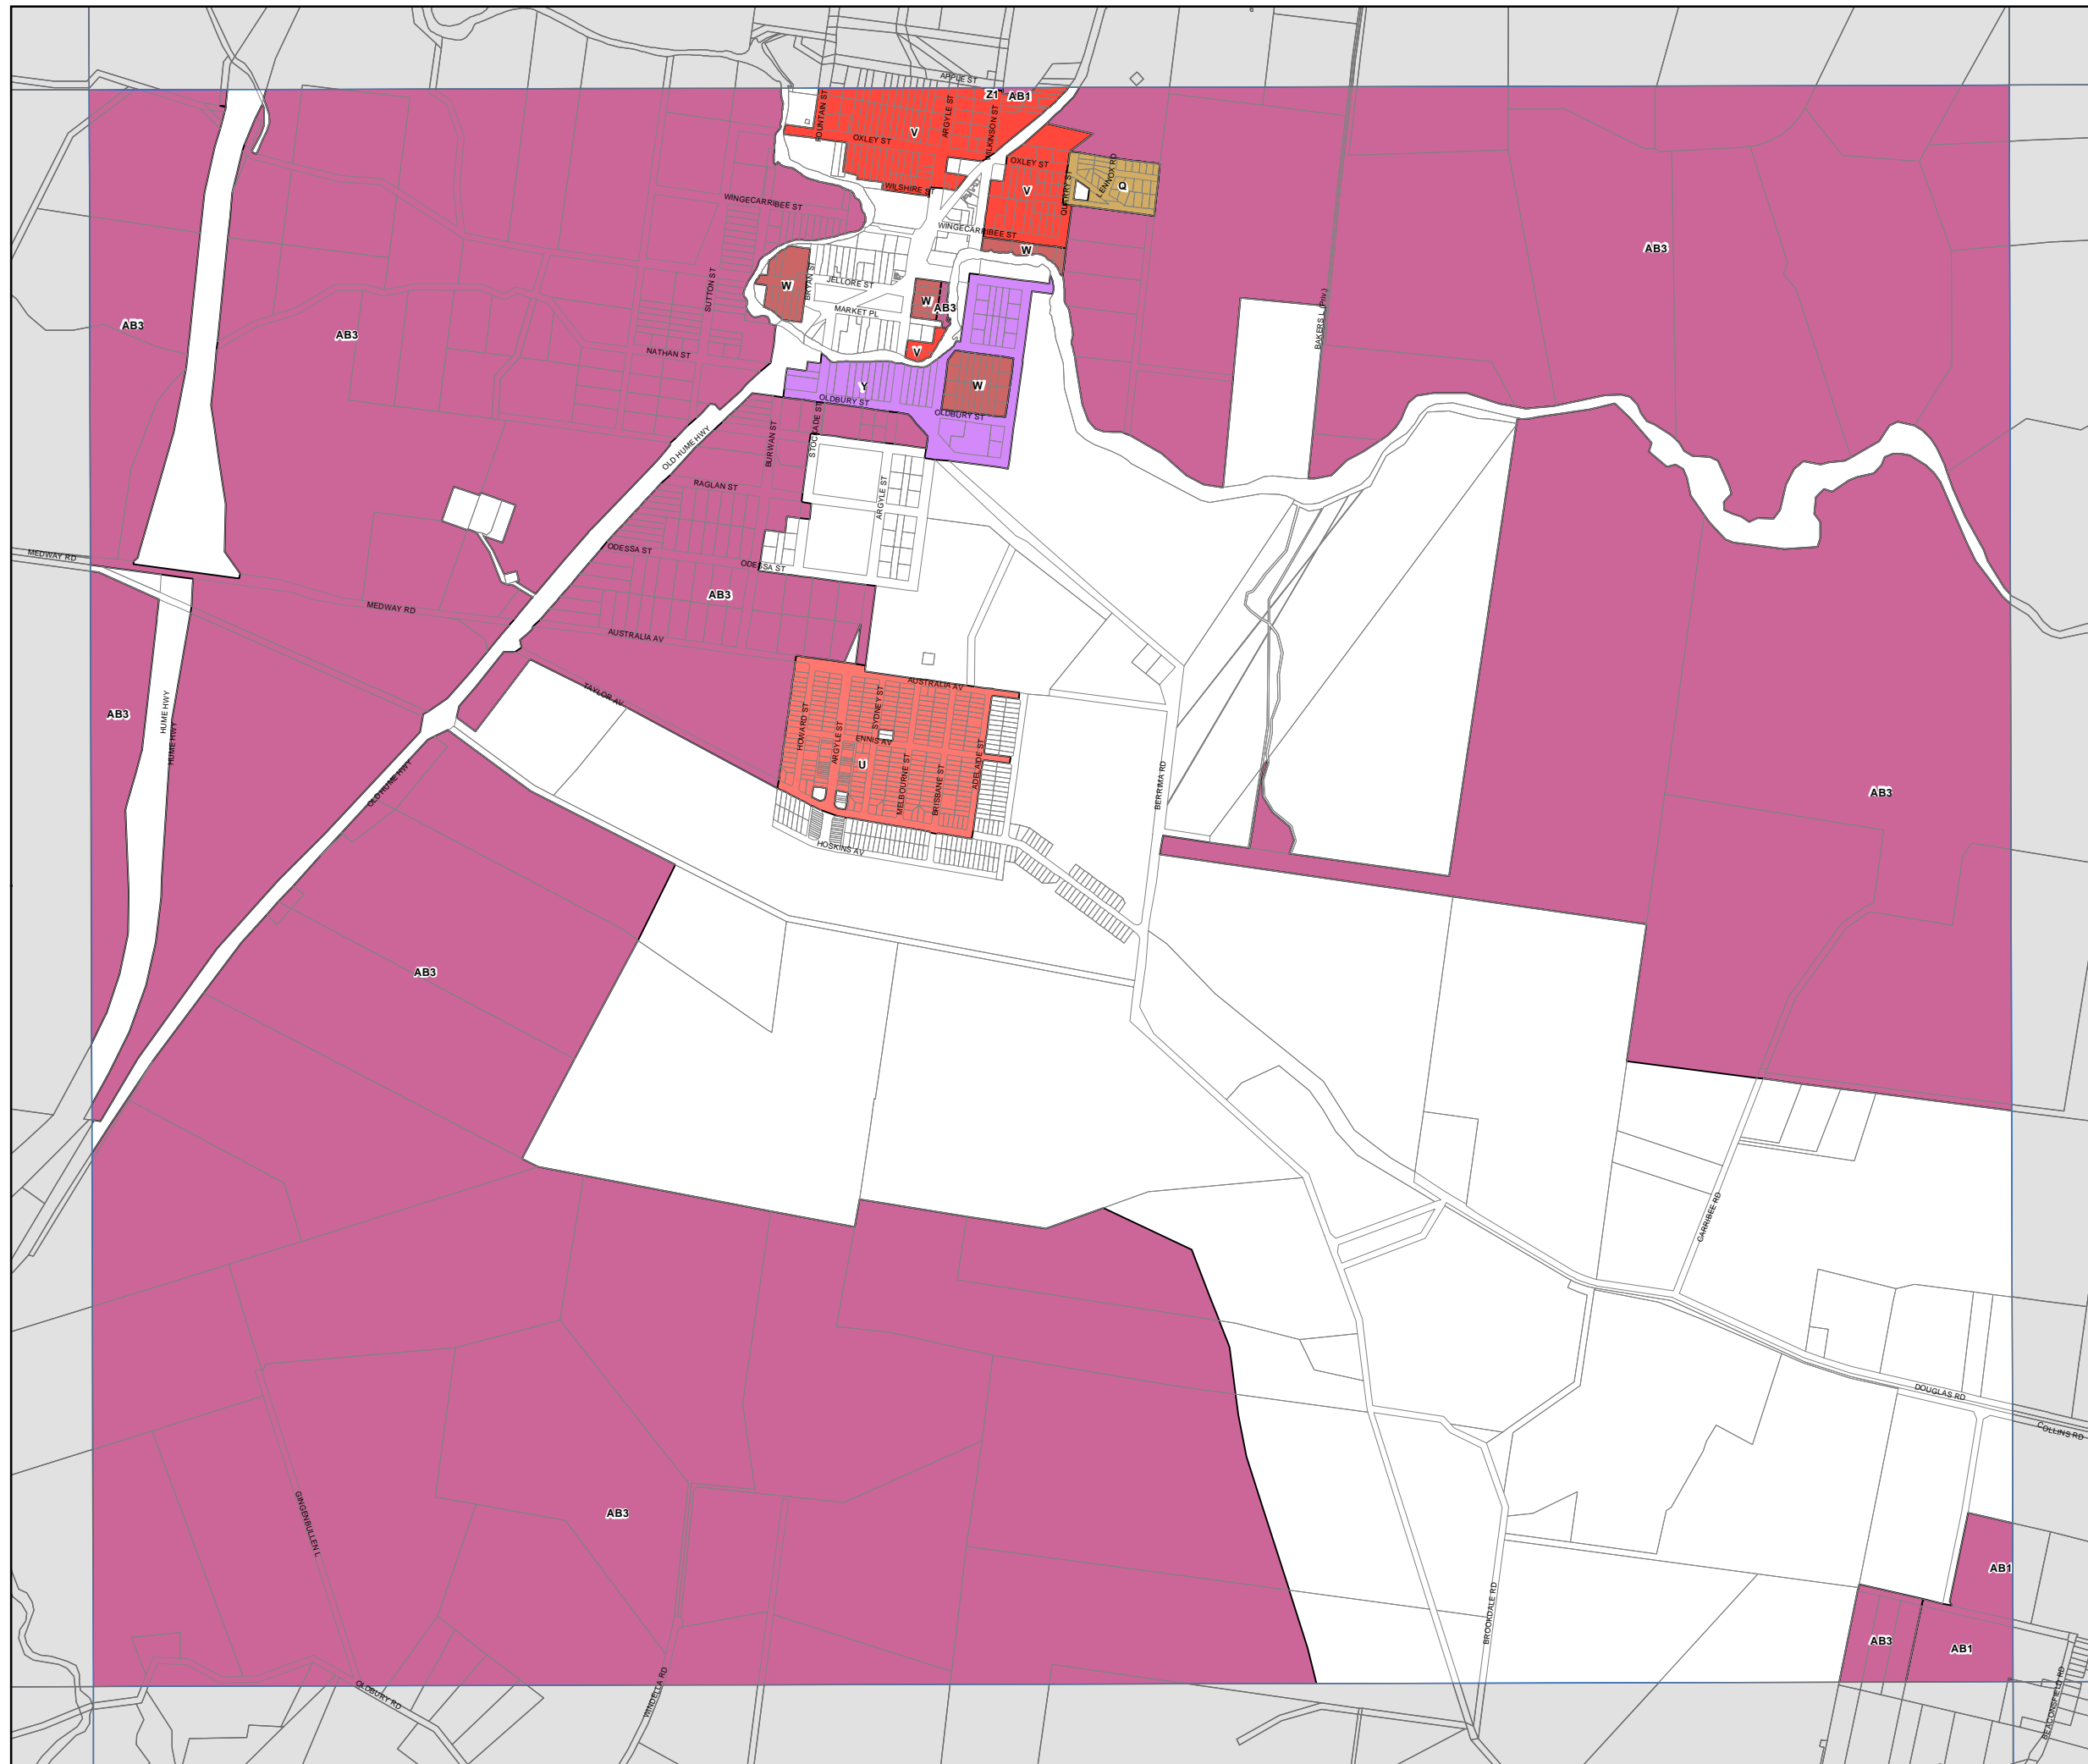 APPLE ST
Z1
AB1
FOUNTAIN ST
ARGYLE ST
WILKINSON ST
V
OXLEY ST
OXLEY ST
LENNOX RD
Q
WILSHIRE ST
V
QUARRY ST
WINGECARRIBEE ST
WINGECARRIBEE ST
W
AB3
SUTTON ST
W
BRYAN ST
JELLORE ST
W
AB3
MARKET PL
AB3
AB3
BAKERS L (Priv.)
NATHAN ST
V
Y
W
OLDBURY ST
OLDBURY ST
STOCKADE ST
BURWAN ST
OLD HUME HWY
RAGLAN ST
ARGYLE ST
MEDWAY RD
ODESSA ST
ODESSA ST
AB3
MEDWAY RD
AUSTRALIA AV
AUSTRALIA AV
TAYLOR AV
AB3
HUME HWY
HUME HWY
HOWARD ST
ARGYLE ST
SYDNEY ST
ENNIS AV
U
MELBOURNE ST
BRISBANE ST
ADELAIDE ST
BERRIMA RD
OLD HUME HWY
AB3
HOSKINS AV
AB3
CARRIBEE RD
DOUGLAS RD
COLLINS RD
GINGENBULLEN L
AB3
AB1
BROOKDALE RD
AB3
AB1
OLDBURY RD
WINDELLA RD
BEACONSFIELD RD